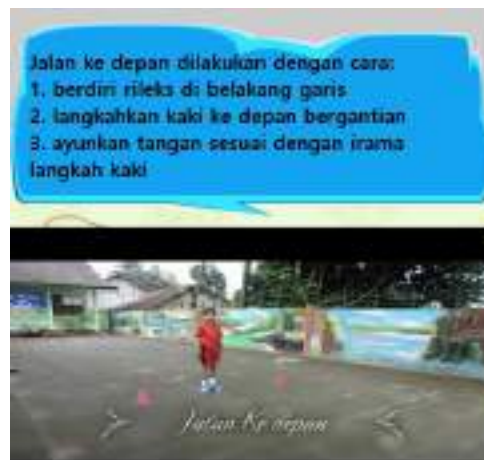 Jalan ke depan dilakukan dengan cara:
1. berdiri rileks di belakang garis
2. langkahkan kaki ke depan bergantian
3. ayunkan tangan sesuai dengan irama
langkah kaki
Jalan Ke depan